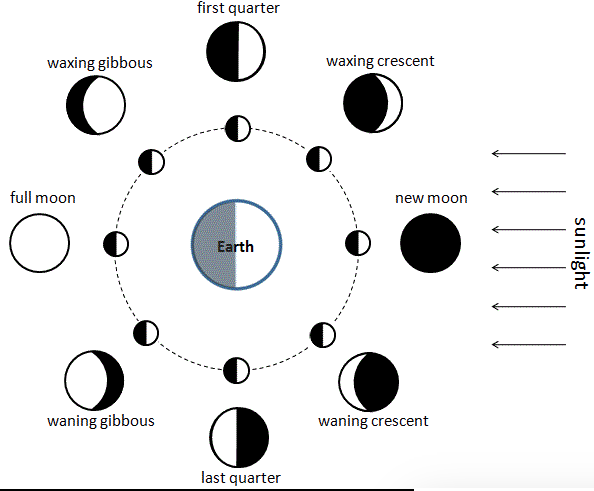 first quarter
waxing gibbous
waxing crescent
full moon
new moon
sunlight
Earth
waning gibbous
waning crescent
last quarter